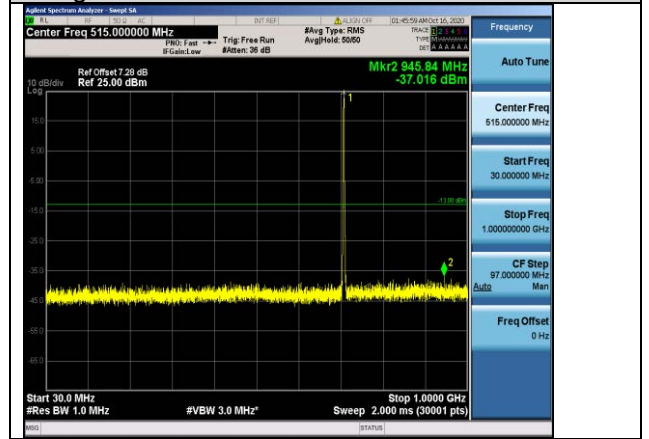 Agilent Spectrum Analyzer - Swept SA
RL RF 50 Ω AC INT REF ALIGN OFF 01:45:59 AM Oct 16, 2020
Center Freq 515.000000 MHz
PNO: Fast
IFGain:Low
Trig: Free Run
#Atten: 36 dB
#Avg Type: RMS
Avg|Hold: 50/50
TRACE 1 2 3 4 5 6
TYPE
DET A A A A A A
Frequency
Mkr2 945.84 MHz
-37.016 dBm
Ref Offset 7.28 dB
10 dB/div Ref 25.00 dBm
Log
1
15.0
5.00
-5.00
-13.00 dBm
-15.0
-25.0
2
-35.0
-45.0
-55.0
-65.0
Start 30.0 MHz Stop 1.0000 GHz
#Res BW 1.0 MHz #VBW 3.0 MHz* Sweep 2.000 ms (30001 pts)
MSG STATUS
Auto Tune
Center Freq
515.000000 MHz
Start Freq
30.000000 MHz
Stop Freq
1.000000000 GHz
CF Step
97.000000 MHz
Auto Man
Freq Offset
0 Hz